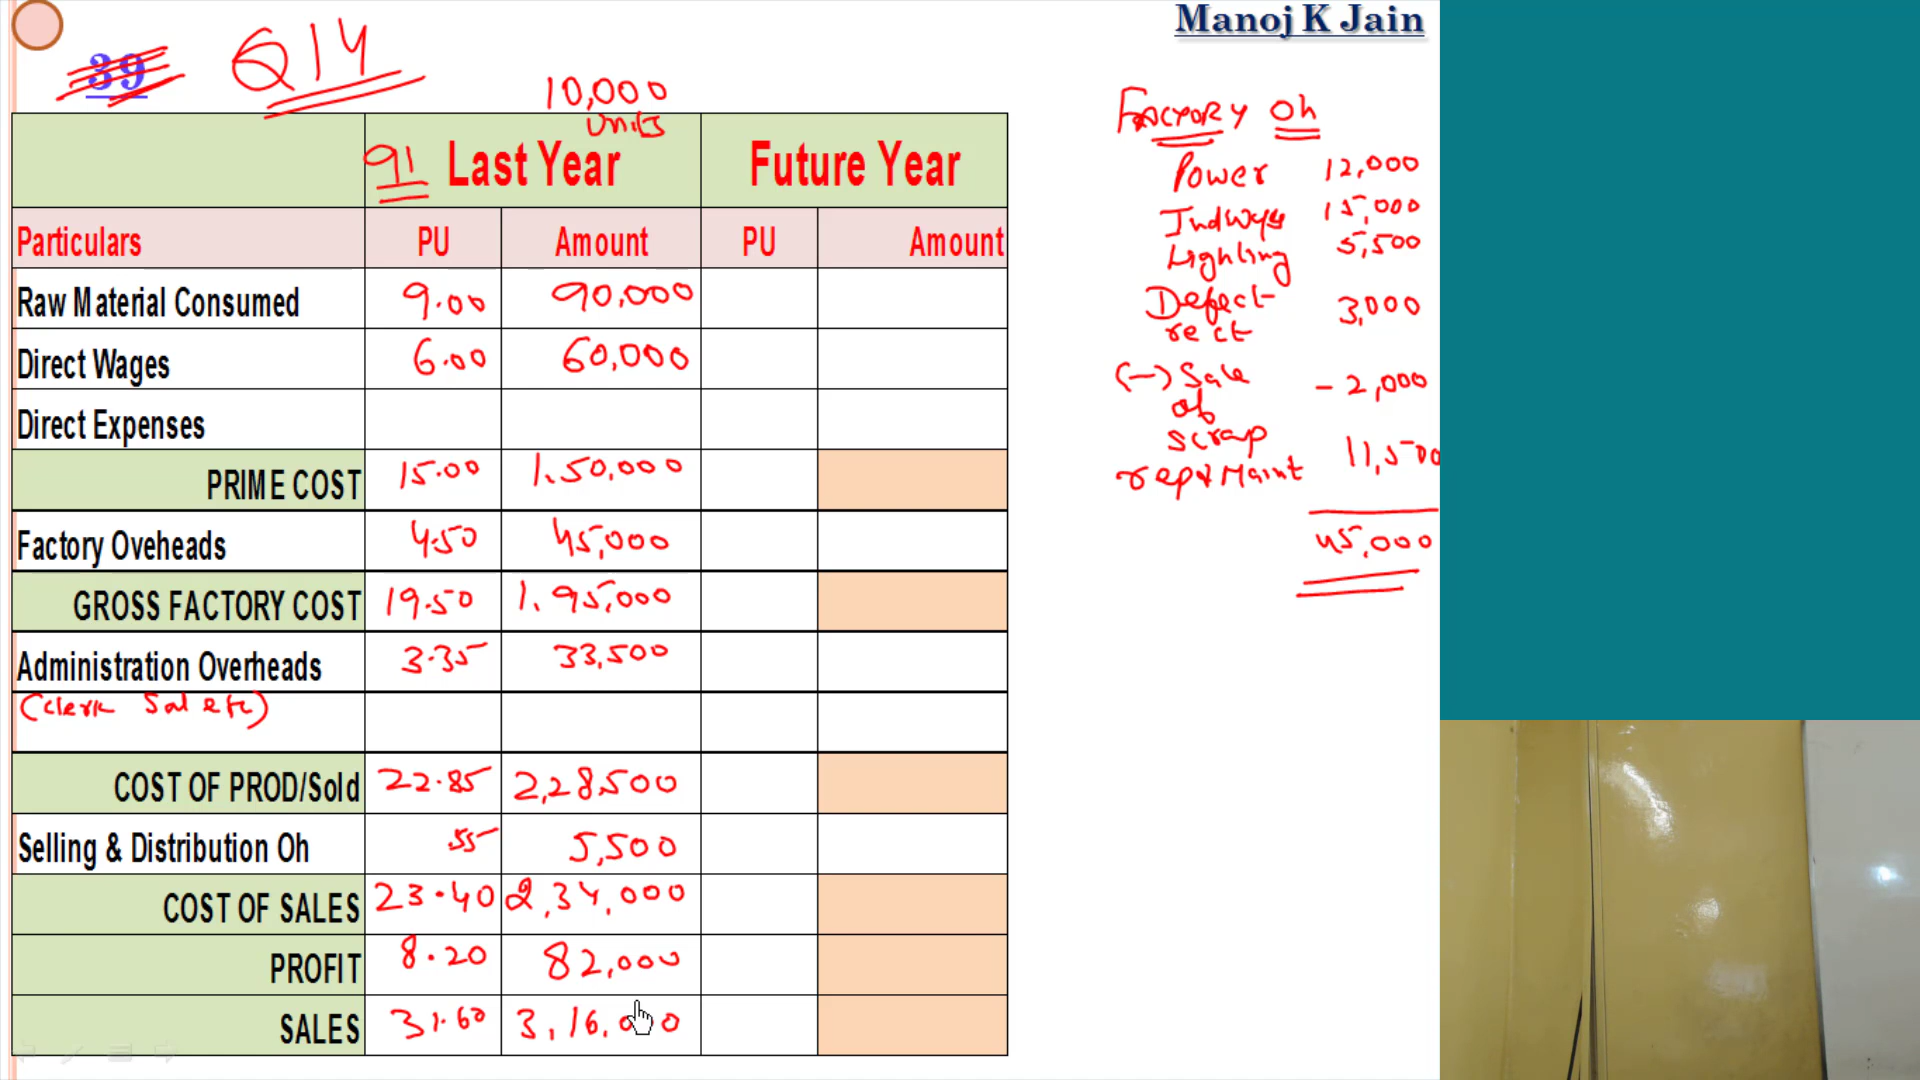 Manoj K Jain
39 Q14
10,000
units
91 Last Year Future Year
Particulars PU Amount PU Amount
Raw Material Consumed 9.00 90,000
Direct Wages 6.00 60,000
Direct Expenses
PRIME COST 15.00 1,50,000
Factory Oveheads 4.50 45,000
GROSS FACTORY COST 19.50 1,95,000
Administration Overheads 3.35 33,500
(Clerk Sal etc)
COST OF PROD/Sold 22.85 2,28,500
Selling & Distribution Oh .55 5,500
COST OF SALES 23.40 2,34,000
PROFIT 8.20 82,000
SALES 31.60 3,16,000
FACTORY Oh
Power 12,000
Ind wgs 15,000
Lighting 5,500
Defect-
rect 3,000
(-) Sale - 2,000
of
scrap
rep & Maint 11,500
45,000